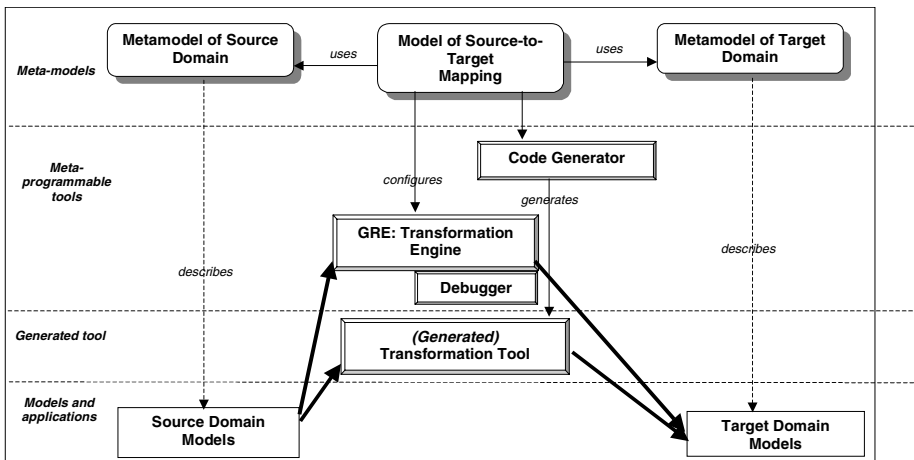 Metamodel of Source
Domain
uses
Model of Source-to-
Target
Mapping
uses
Metamodel of Target
Domain
Meta-models
Meta-
programmable
tools
Code Generator
configures
generates
GRE: Transformation
Engine
describes
describes
Debugger
Generated tool
(Generated)
Transformation Tool
Models and
applications
Source Domain
Models
Target Domain
Models